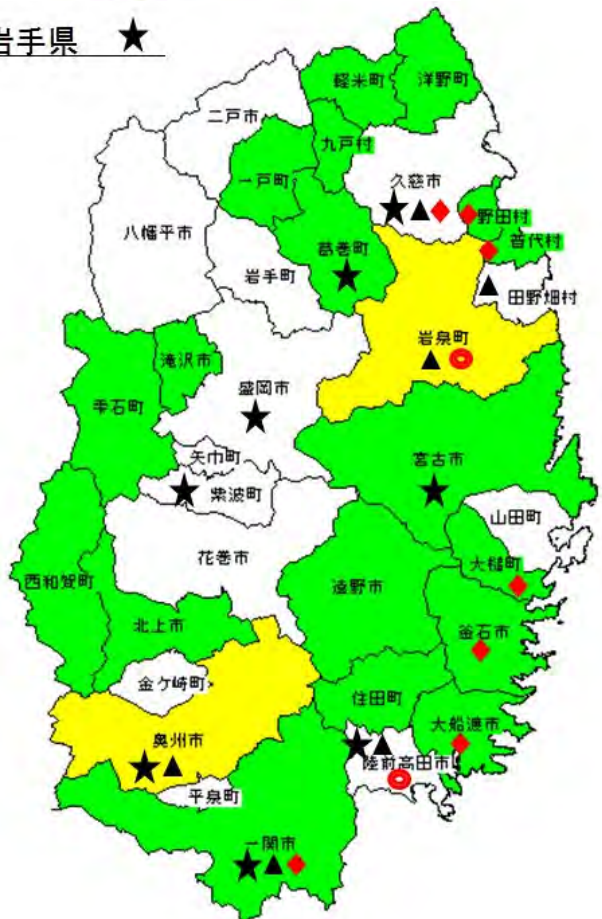 岩手県 ★
軽米町
洋野町
二戸市
九戸村
一戸町
久慈市
野田村
普代村
八幡平市
葛巻町
岩手町
田野畑村
岩泉町
滝沢市
雫石町
盛岡市
矢巾町
紫波町
宮古市
山田町
花巻市
大槌町
西和賀町
遠野市
北上市
釜石市
金ケ崎町
住田町
大船渡市
奥州市
陸前高田市
平泉町
一関市